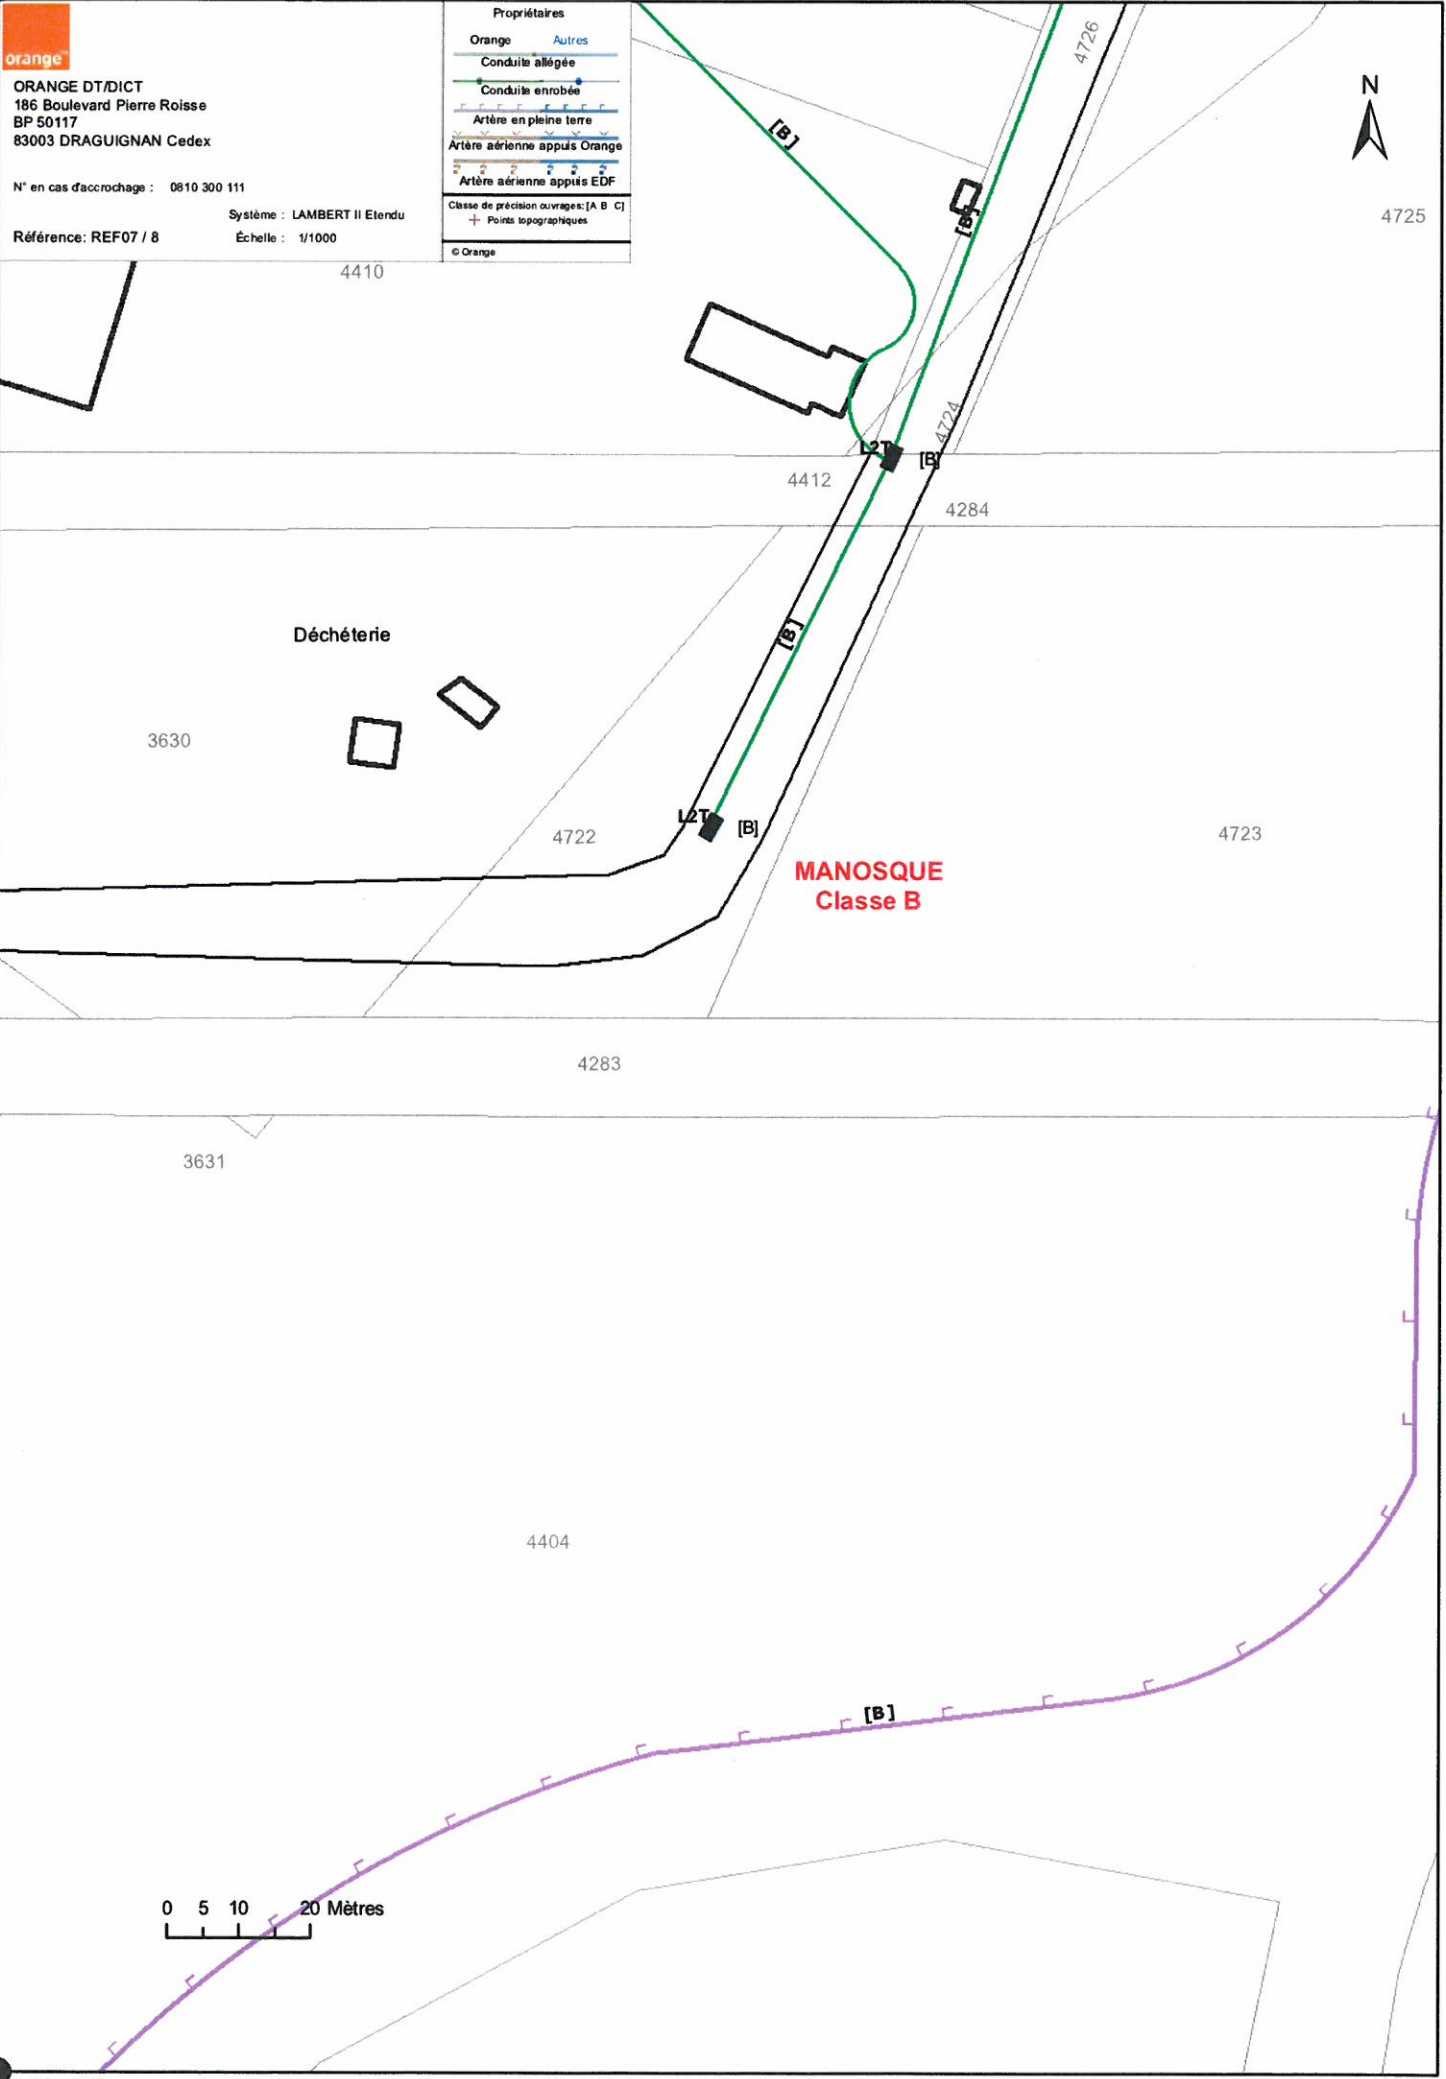 orange™
ORANGE DT/DICT
186 Boulevard Pierre Roisse
BP 50117
83003 DRAGUIGNAN Cedex
N° en cas d'accrochage : 0810 300 111
Système : LAMBERT II Etendu
Référence: REF07 / 8 Échelle : 1/1000
Propriétaires
Orange Autres
Conduite allégée
Conduite enrobée
Artère en pleine terre
Artère aérienne appuis Orange
Artère aérienne appuis EDF
Classe de précision ouvrages: [A B C]
Points topographiques
© Orange
4726
N
[B]
[B]
4725
4410
4724
L2T
[B]
4412
4284
[B]
Déchéterie
3630
L2T
[B]
4722
4723
MANOSQUE
Classe B
4283
3631
4404
[B]
0 5 10 20 Mètres